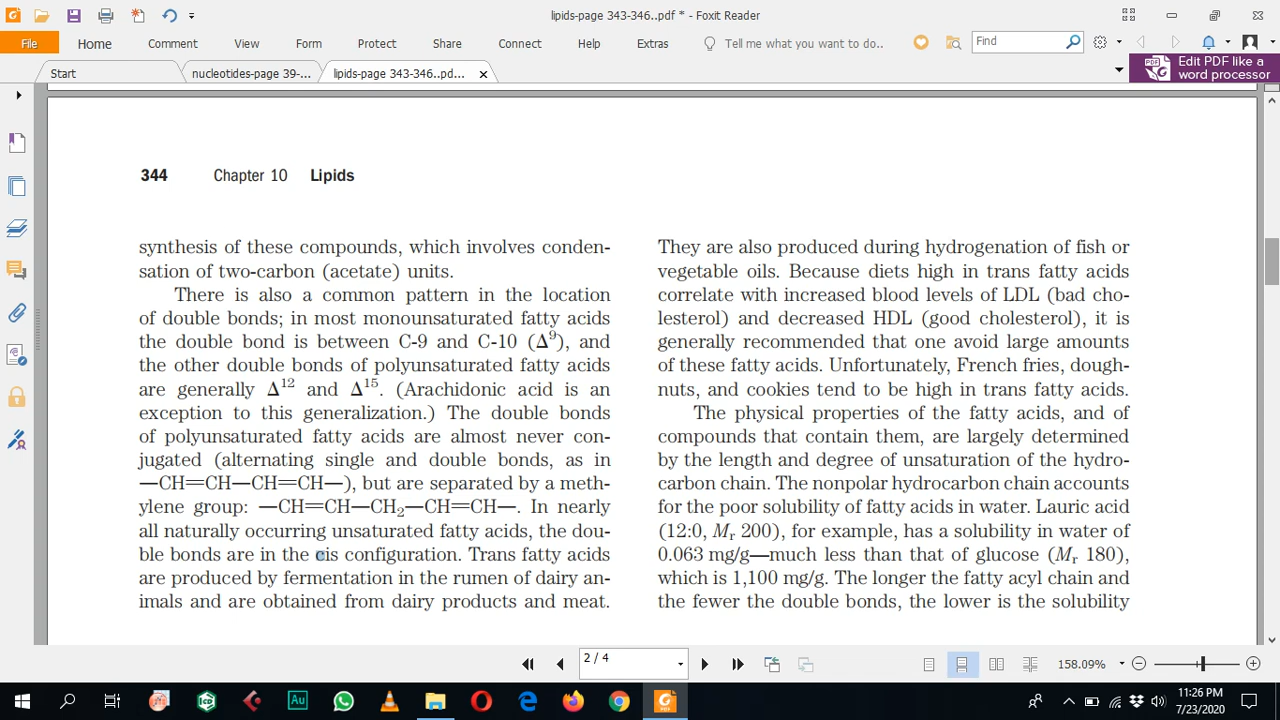 lipids-page 343-346..pdf * - Foxit Reader
File Home Comment View Form Protect Share Connect Help Extras Tell me what you want to do.. Find
Start nucleotides-page 39-... lipids-page 343-346..pd...
Edit PDF like a
word processor
344 Chapter 10 Lipids
synthesis of these compounds, which involves conden-
sation of two-carbon (acetate) units.
There is also a common pattern in the location
of double bonds; in most monounsaturated fatty acids
the double bond is between C-9 and C-10 (Δ⁹), and
the other double bonds of polyunsaturated fatty acids
are generally Δ¹² and Δ¹⁵. (Arachidonic acid is an
exception to this generalization.) The double bonds
of polyunsaturated fatty acids are almost never con-
jugated (alternating single and double bonds, as in
—CH═CH—CH═CH—), but are separated by a meth-
ylene group: —CH═CH—CH₂—CH═CH—. In nearly
all naturally occurring unsaturated fatty acids, the dou-
ble bonds are in the cis configuration. Trans fatty acids
are produced by fermentation in the rumen of dairy an-
imals and are obtained from dairy products and meat.
They are also produced during hydrogenation of fish or
vegetable oils. Because diets high in trans fatty acids
correlate with increased blood levels of LDL (bad cho-
lesterol) and decreased HDL (good cholesterol), it is
generally recommended that one avoid large amounts
of these fatty acids. Unfortunately, French fries, dough-
nuts, and cookies tend to be high in trans fatty acids.
The physical properties of the fatty acids, and of
compounds that contain them, are largely determined
by the length and degree of unsaturation of the hydro-
carbon chain. The nonpolar hydrocarbon chain accounts
for the poor solubility of fatty acids in water. Lauric acid
(12:0, Mᵣ 200), for example, has a solubility in water of
0.063 mg/g—much less than that of glucose (Mᵣ 180),
which is 1,100 mg/g. The longer the fatty acyl chain and
the fewer the double bonds, the lower is the solubility
2 / 4
158.09%
Au
11:26 PM
7/23/2020